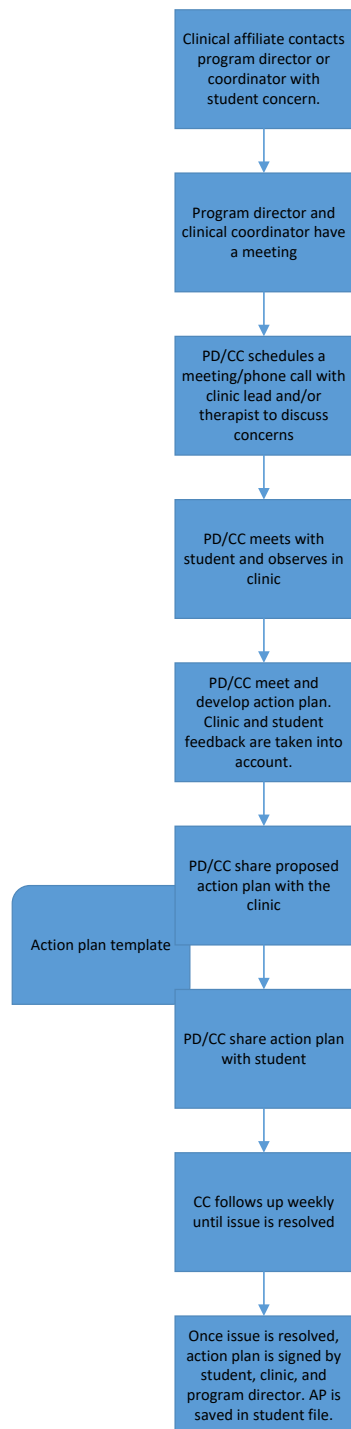 Clinical affiliate contacts
program director or
coordinator with
student concern.
Program director and
clinical coordinator have
a meeting
PD/CC schedules a
meeting/phone call with
clinic lead and/or
therapist to discuss
concerns
PD/CC meets with
student and observes in
clinic
PD/CC meet and
develop action plan.
Clinic and student
feedback are taken into
account.
PD/CC share proposed
action plan with the
clinic
Action plan template
PD/CC share action plan
with student
CC follows up weekly
until issue is resolved
Once issue is resolved,
action plan is signed by
student, clinic, and
program director. AP is
saved in student file.